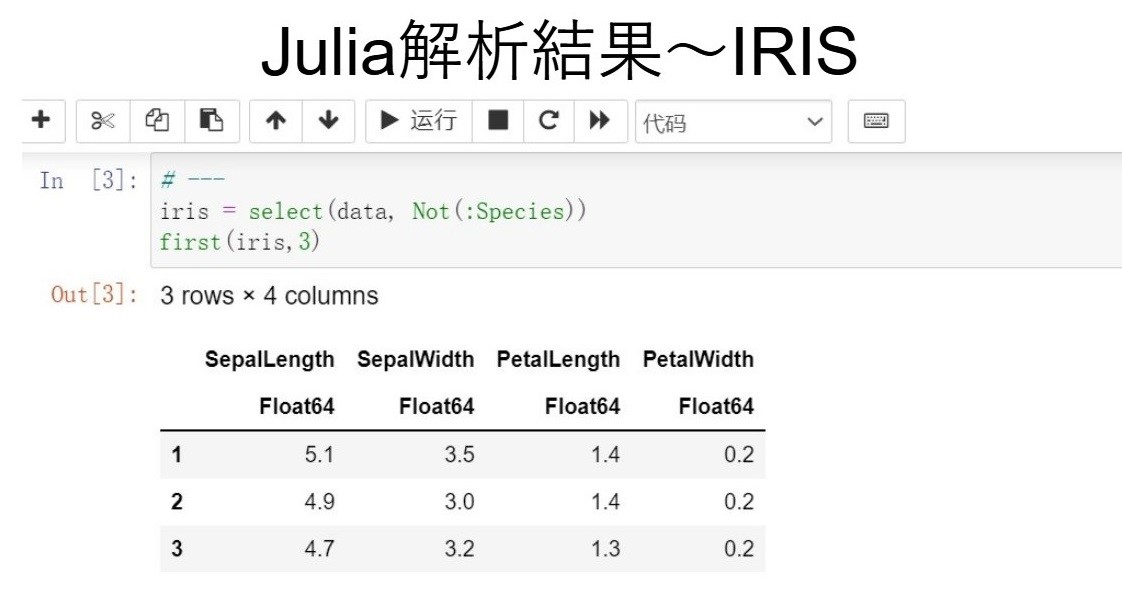 Julia解析結果～IRIS
运行 代码
In [3]: # ---
iris = select(data, Not(:Species))
first(iris,3)
Out[3]: 3 rows × 4 columns
SepalLength SepalWidth PetalLength PetalWidth
Float64 Float64 Float64 Float64
1 5.1 3.5 1.4 0.2
2 4.9 3.0 1.4 0.2
3 4.7 3.2 1.3 0.2